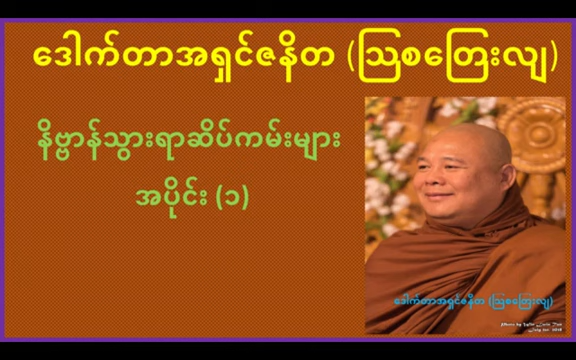 ဒေါက်တာအရှင်ဇနိတ (ဩစတြေးလျ)
နိဗ္ဗာန်သွားရာဆိပ်ကမ်းများ
အပိုင်း (၁)
ဒေါက်တာအရှင်ဇနိတ (ဩစတြေးလျ)